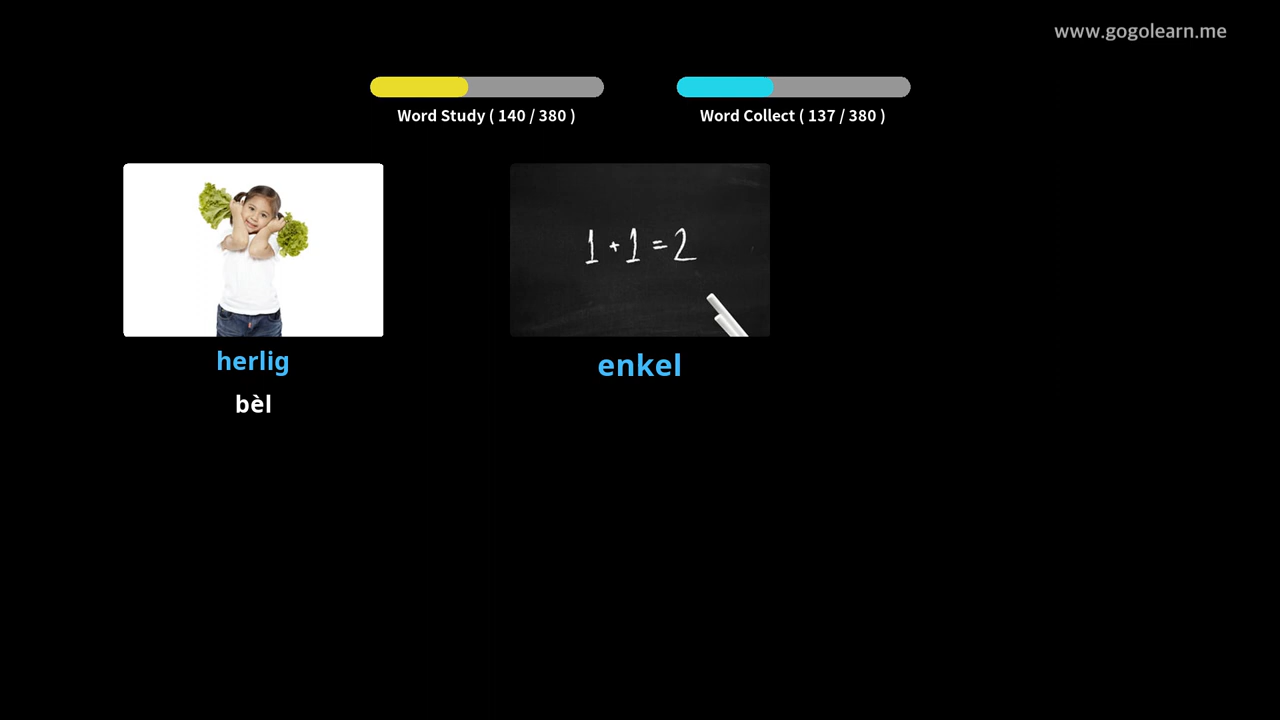 www.gogolearn.me
Word Study ( 140 / 380 )
Word Collect ( 137 / 380 )
1 + 1 = 2
herlig
enkel
bèl